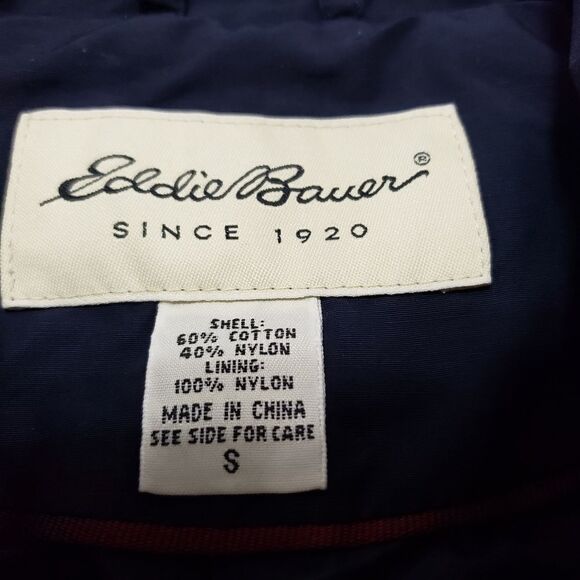 Eddie Bauer®
SINCE 1920
SHELL:
60% COTTON
40% NYLON
LINING:
100% NYLON
MADE IN CHINA
SEE SIDE FOR CARE
S